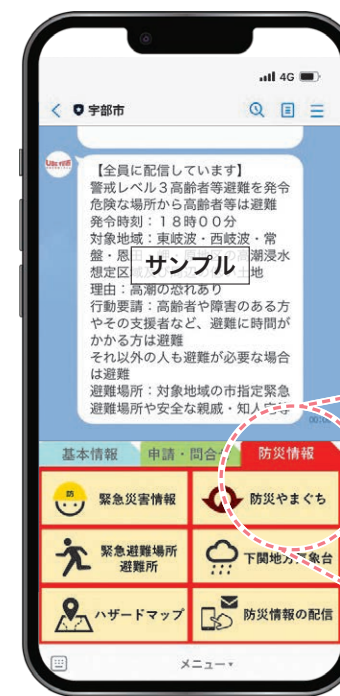 4G
宇部市
【全員に配信しています】
警戒レベル3高齢者等避難を発令
危険な場所から高齢者等は避難
発令時刻:18時00分
対象地域:東岐波・西岐波・常
盤・恩 高潮浸水
サンプル
想定区 土地
理由:高潮の恐れあり
行動要請:高齢者や障害のある方
やその支援者など、避難に時間が
かかる方は避難
それ以外の人も避難が必要な場合
は避難
避難場所:対象地域の市指定緊急
避難場所や安全な親戚・知人宅等
基本情報 申請・問合せ 防災情報
防
緊急災害情報 防災やまぐち
緊急避難場所 下関地方気象台
避難所
ハザードマップ 防災情報の配信
メニュー▼